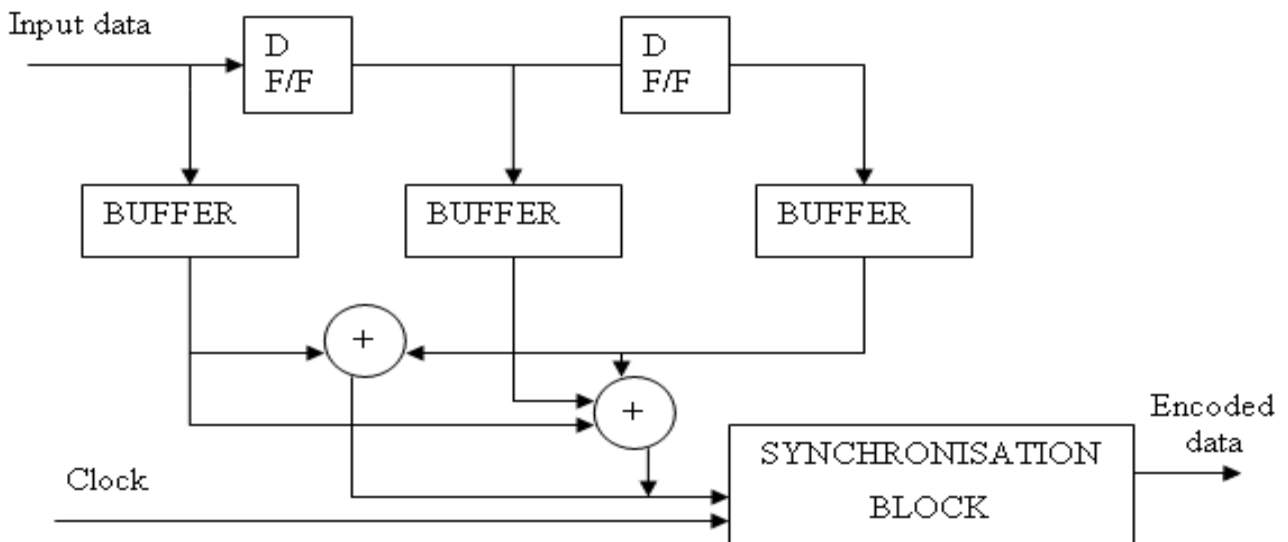 Input data
D
F/F
D
F/F
BUFFER
BUFFER
BUFFER
+
+
Encoded
data
Clock
SYNCHRONISATION
BLOCK